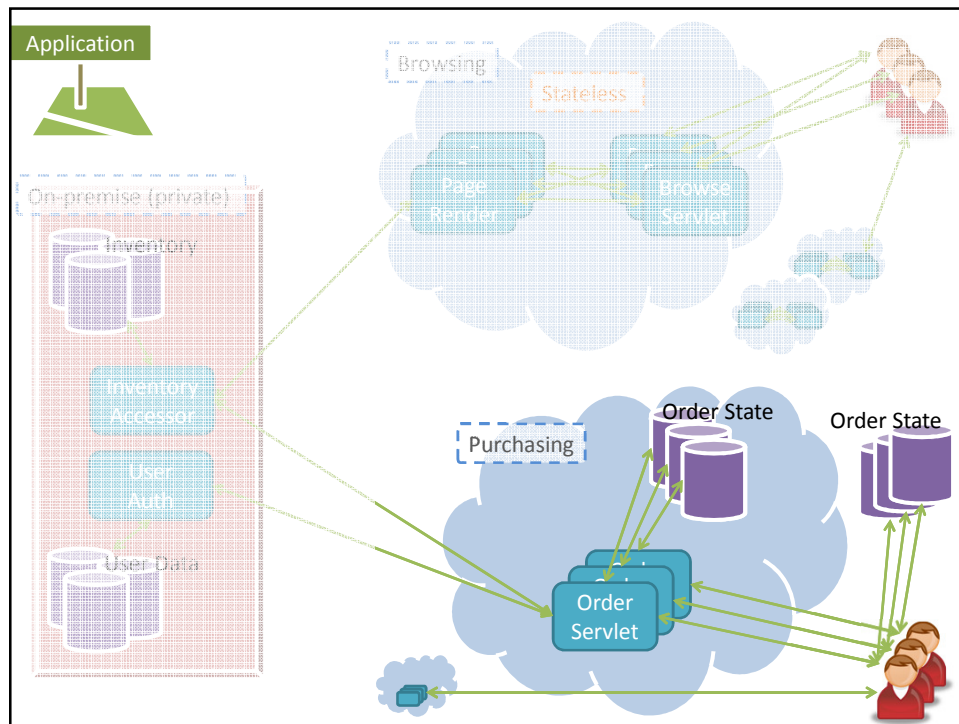 Application
Browsing
Stateless
Page
Render
Browse
Servlet
On-premise (private)
Inventory
Inventory
Accessor
User
Auth
User Data
Order State
Order State
Purchasing
Order
Servlet